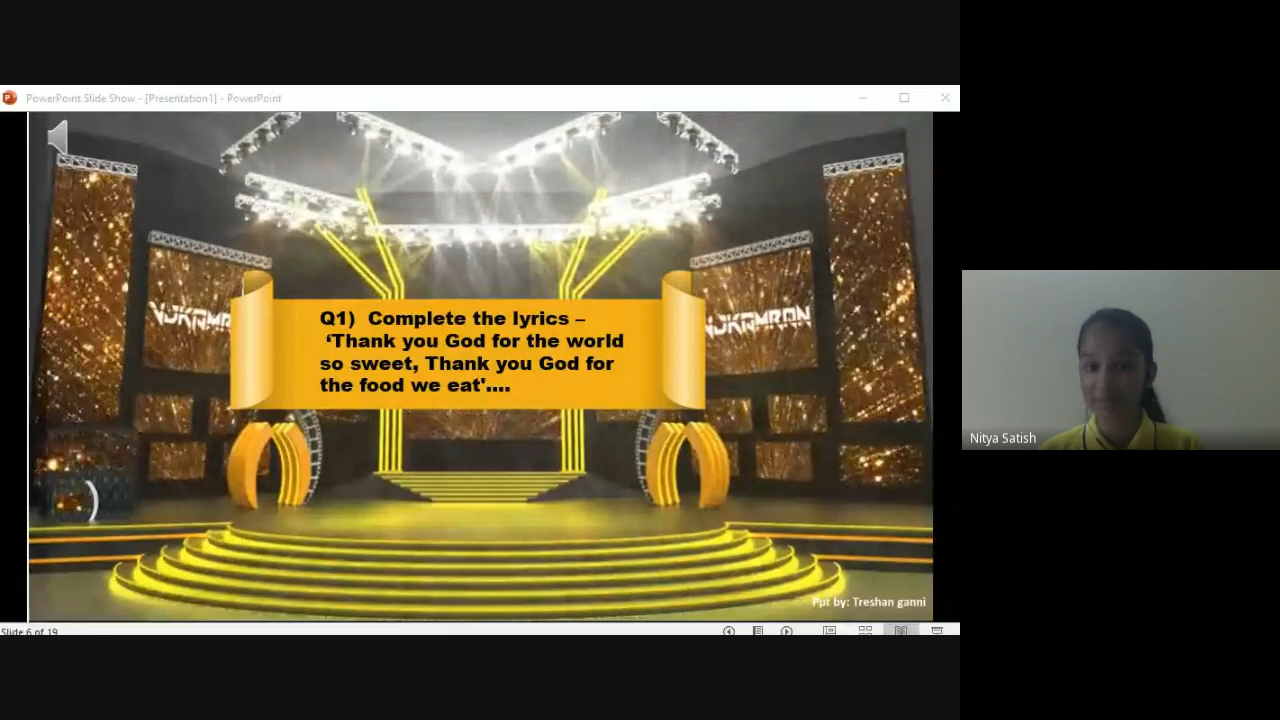 PowerPoint Slide Show - [Presentation1] - PowerPoint
Q1) Complete the lyrics –
‘Thank you God for the world
so sweet, Thank you God for
the food we eat'....
Ppt by: Treshan ganni
Slide 6 of 19
Nitya Satish